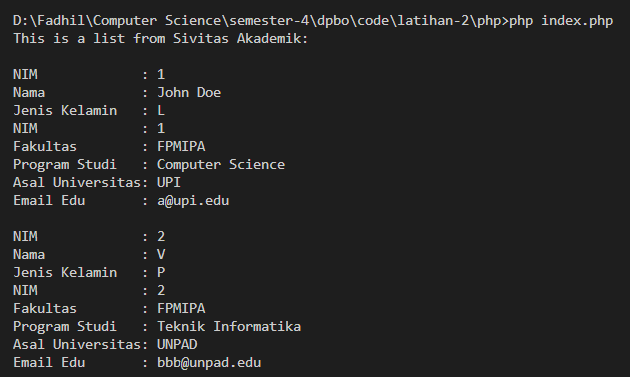 D:\Fadhil\Computer Science\semester-4\dpbo\code\latihan-2\php>php index.php
This is a list from Sivitas Akademik:

NIM             : 1
Nama            : John Doe
Jenis Kelamin   : L
NIM             : 1
Fakultas        : FPMIPA
Program Studi   : Computer Science
Asal Universitas: UPI
Email Edu       : a@upi.edu

NIM             : 2
Nama            : V
Jenis Kelamin   : P
NIM             : 2
Fakultas        : FPMIPA
Program Studi   : Teknik Informatika
Asal Universitas: UNPAD
Email Edu       : bbb@unpad.edu